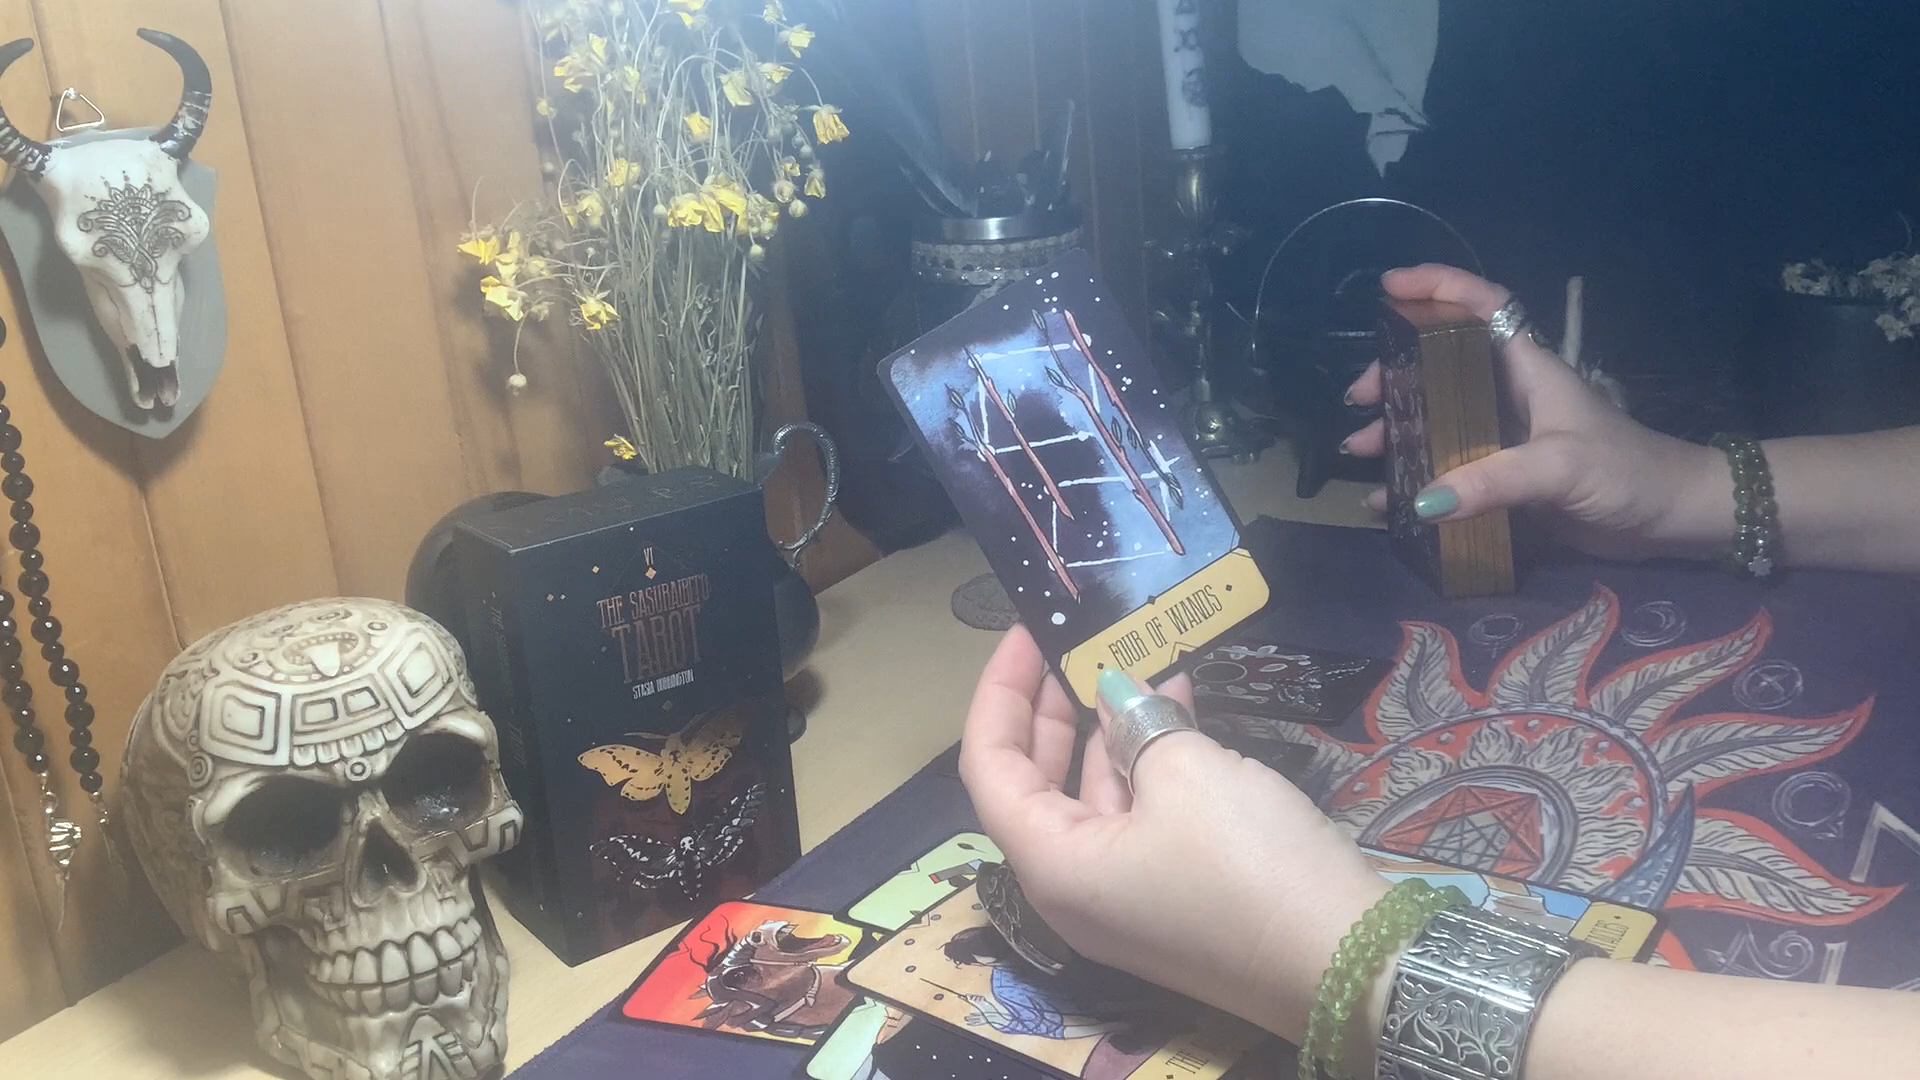 VI
THE SASURAIBITO
TAROT
STASIA BURRINGTON
FOUR OF WANDS